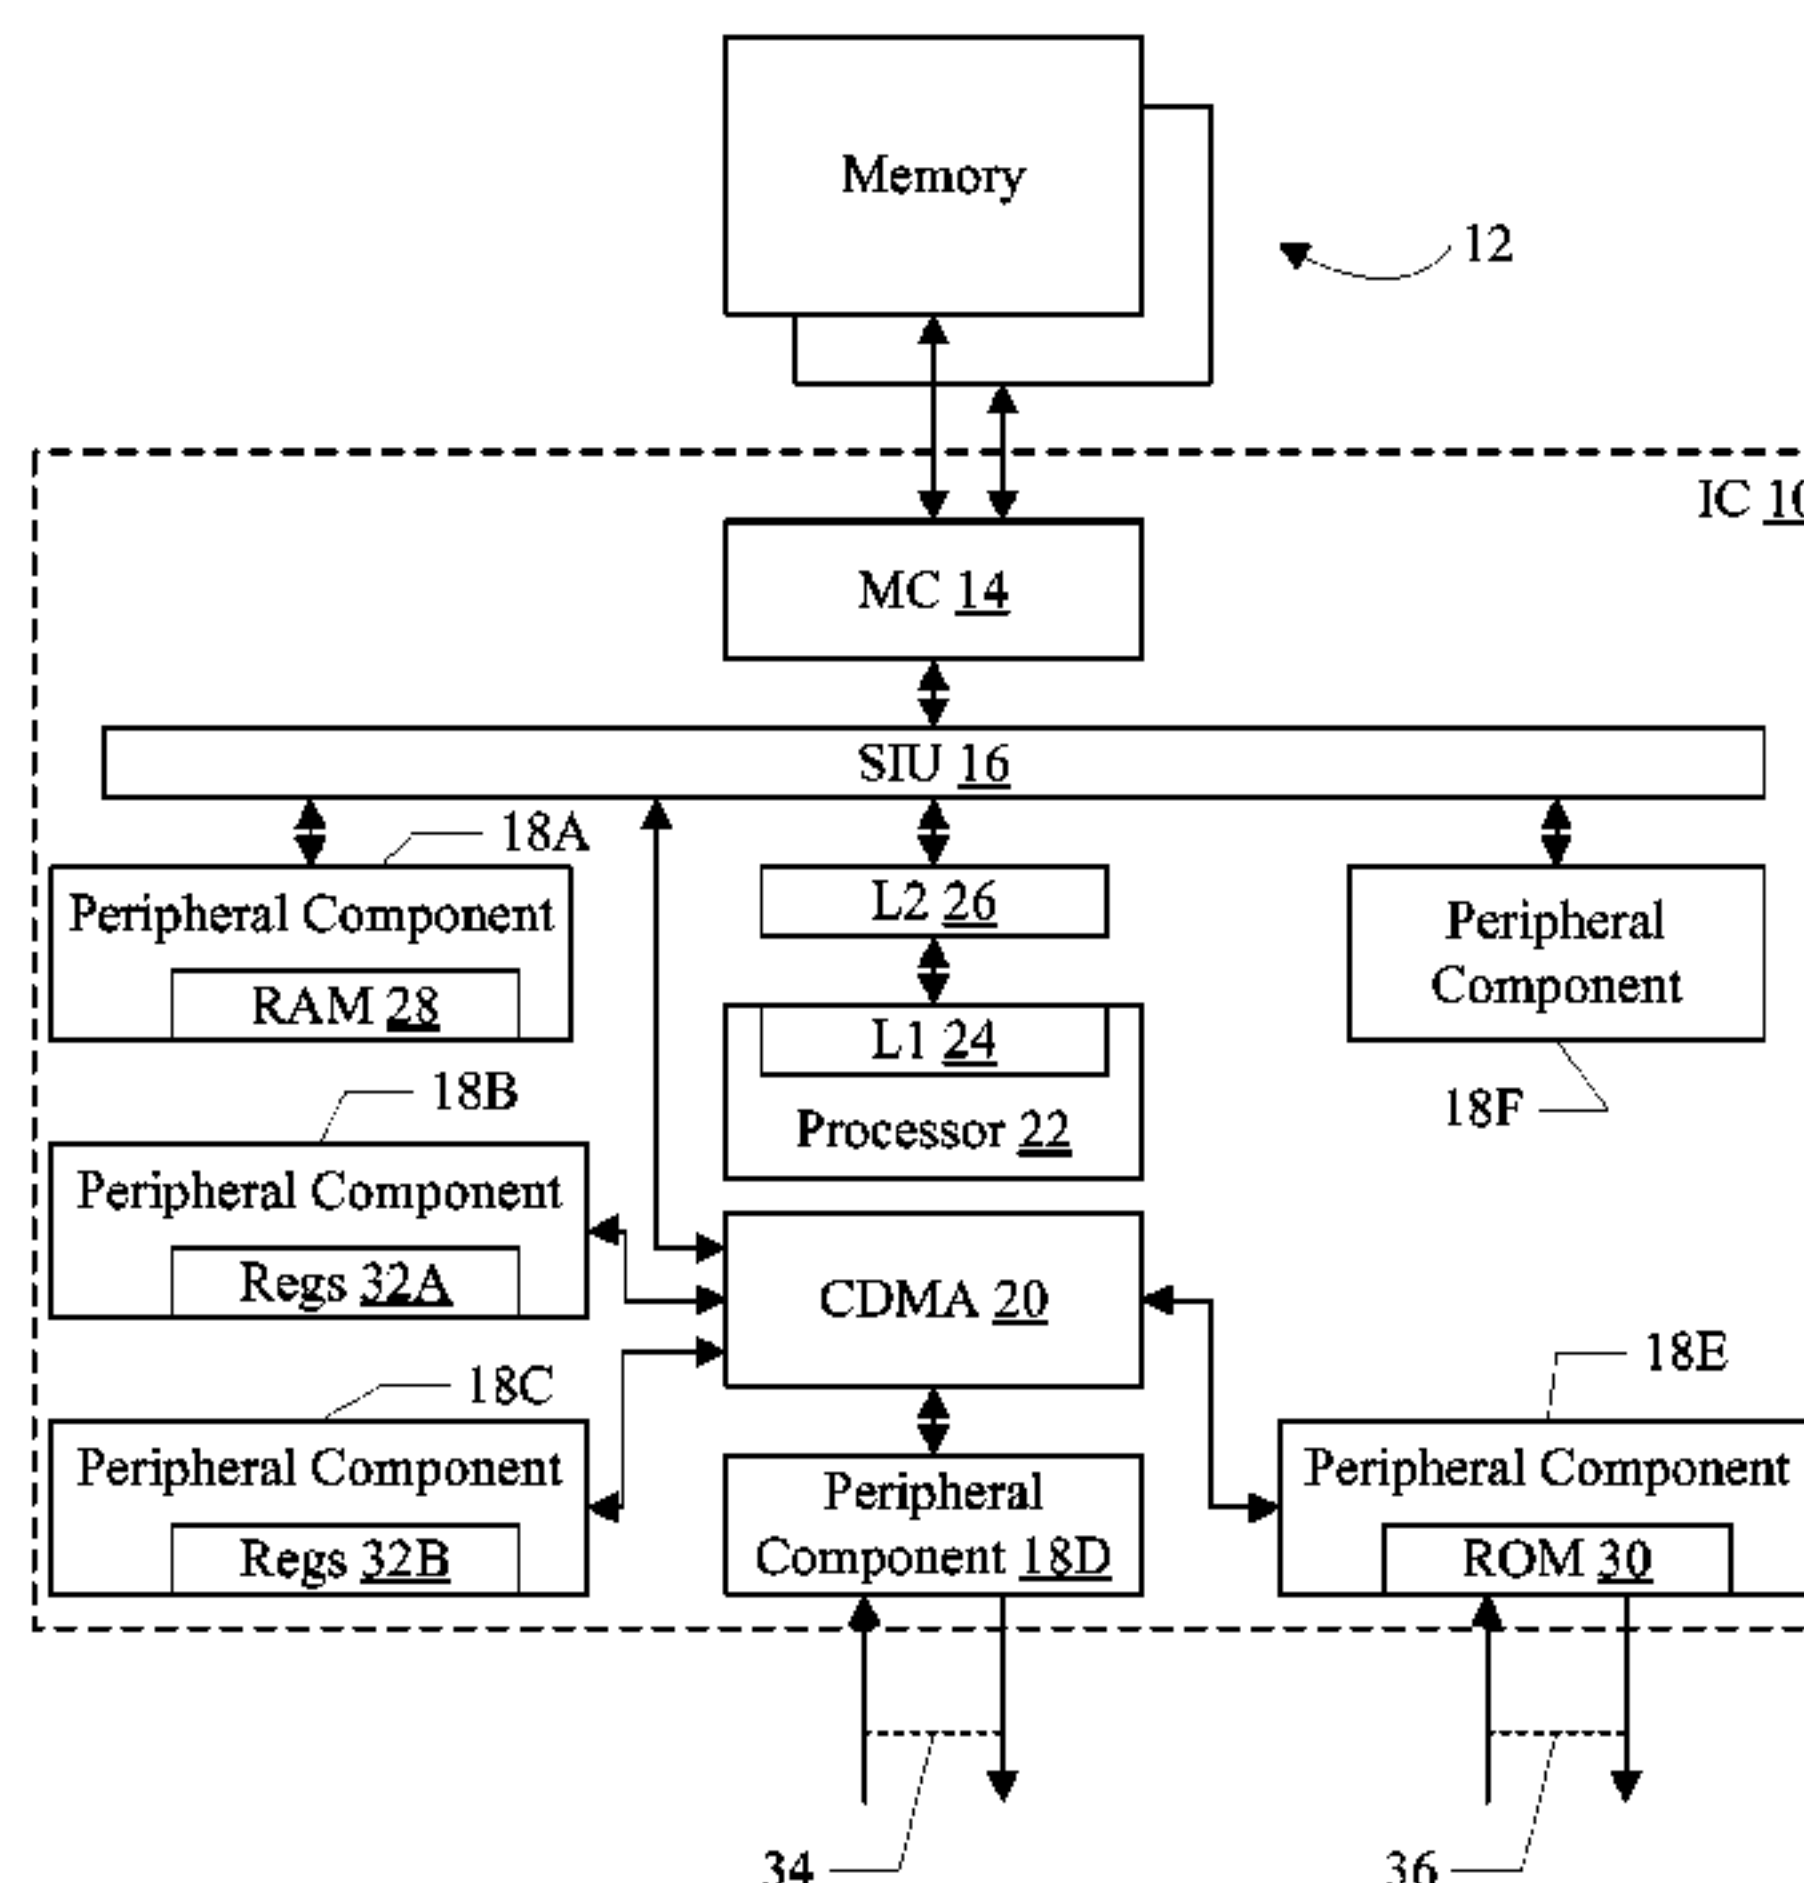 Memory
12
IC 10
MC 14
SIU 16
18A
Peripheral Component
RAM 28
L2 26
L1 24
Processor 22
Peripheral
Component
18F
18B
Peripheral Component
Regs 32A
CDMA 20
18C
Peripheral Component
Regs 32B
Peripheral
Component 18D
18E
Peripheral Component
ROM 30
34
36